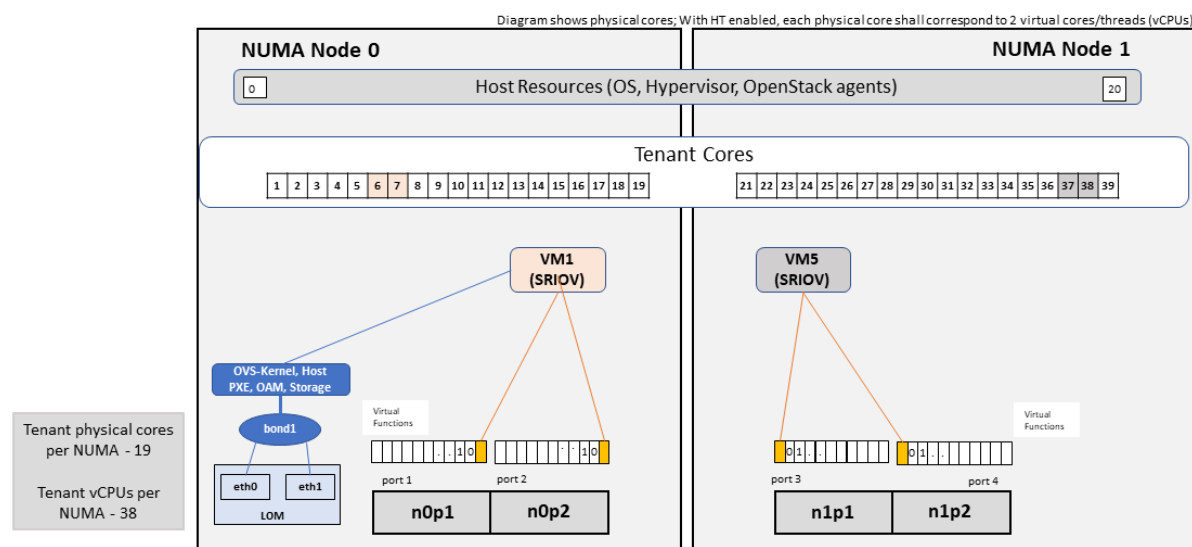 Diagram shows physical cores; With HT enabled, each physical core shall correspond to 2 virtual cores/threads (vCPUs)
NUMA Node 0
NUMA Node 1
0
Host Resources (OS, Hypervisor, OpenStack agents)
20
Tenant Cores
1 2 3 4 5 6 7 8 9 10 11 12 13 14 15 16 17 18 19
21 22 23 24 25 26 27 28 29 30 31 32 33 34 35 36 37 38 39
VM1
(SRIOV)
VM5
(SRIOV)
OVS-Kernel, Host
PXE, OAM, Storage
bond1
eth0
eth1
LOM
Tenant physical cores
per NUMA - 19
Tenant vCPUs per
NUMA - 38
Virtual
Functions
. . 1 0
. . 1 0
port 1
port 2
n0p1
n0p2
Virtual
Functions
0 1 . .
0 1 . .
port 3
port 4
n1p1
n1p2